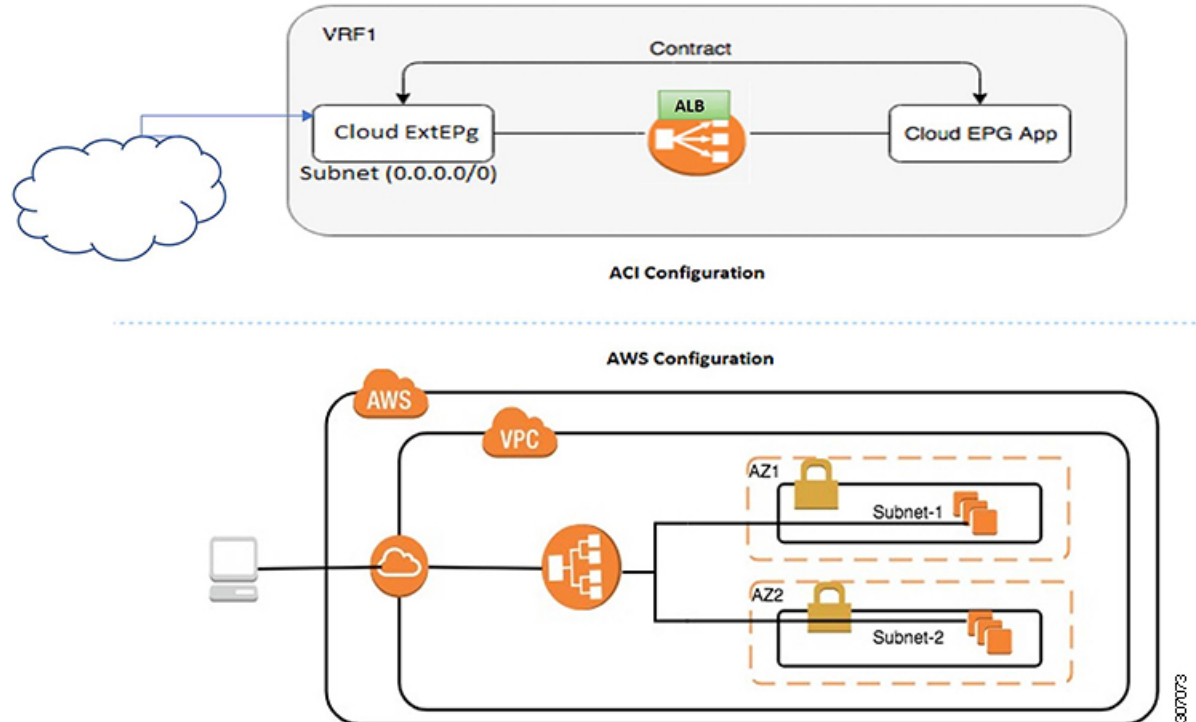 VRF1
Contract
ALB
Cloud ExtEPg
Cloud EPG App
Subnet (0.0.0.0/0)
ACI Configuration
AWS Configuration
AWS
VPC
AZ1
Subnet-1
AZ2
Subnet-2
307073